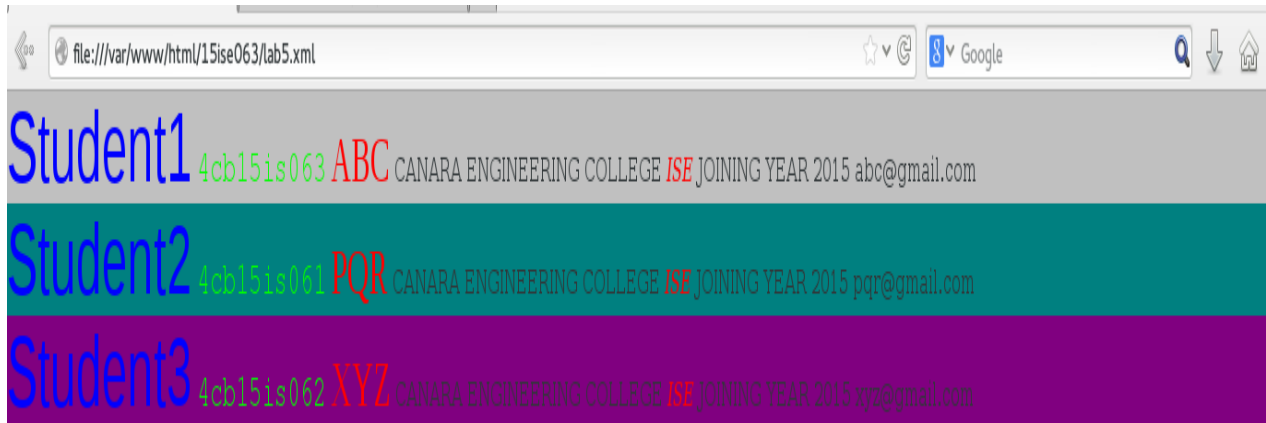 file:///var/www/html/15ise063/lab5.xml Google
Student1 4cb15is063 ABC CANARA ENGINEERING COLLEGE ISE JOINING YEAR 2015 abc@gmail.com
Student2 4cb15is061 PQR CANARA ENGINEERING COLLEGE ISE JOINING YEAR 2015 pqr@gmail.com
Student3 4cb15is062 XYZ CANARA ENGINEERING COLLEGE ISE JOINING YEAR 2015 xyz@gmail.com